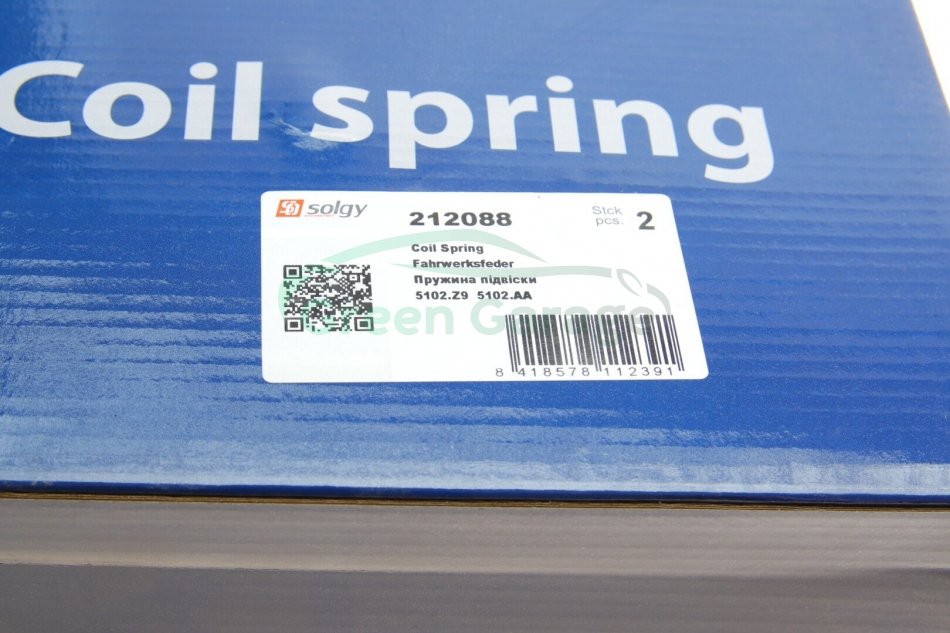 Coil spring
solgy 212088 Stck pcs. 2
Coil Spring
Fahrwerksfeder
Пружина підвіски
5102.Z9 5102.AA
Green Garage
8 418578 112391